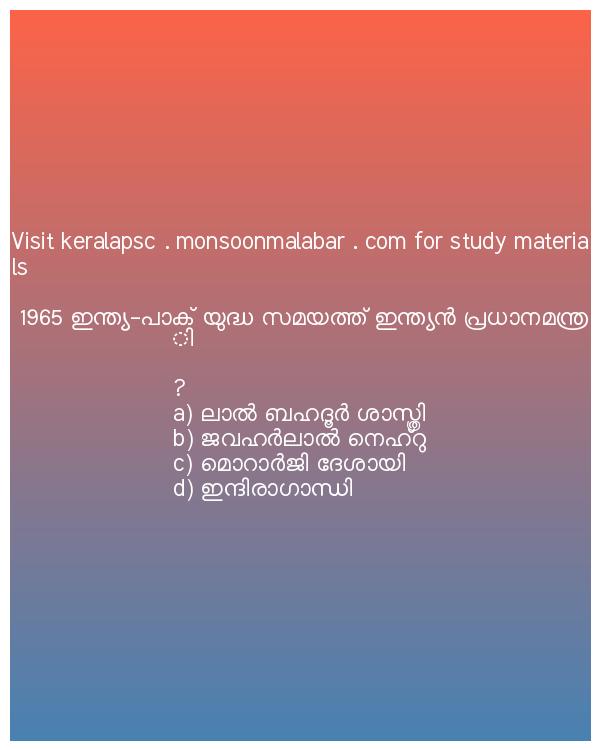 Visit keralapsc . monsoonmalabar . com for study materia
ls
1965 ഇന്ത്യ-പാക് യുദ്ധ സമയത്ത് ഇന്ത്യൻ പ്രധാനമന്ത്ര
ി
?
a) ലാൽ ബഹദൂർ ശാസ്ത്രി
b) ജവഹർലാൽ നെഹ്റു
c) മൊറാർജി ദേശായി
d) ഇന്ദിരാഗാന്ധി